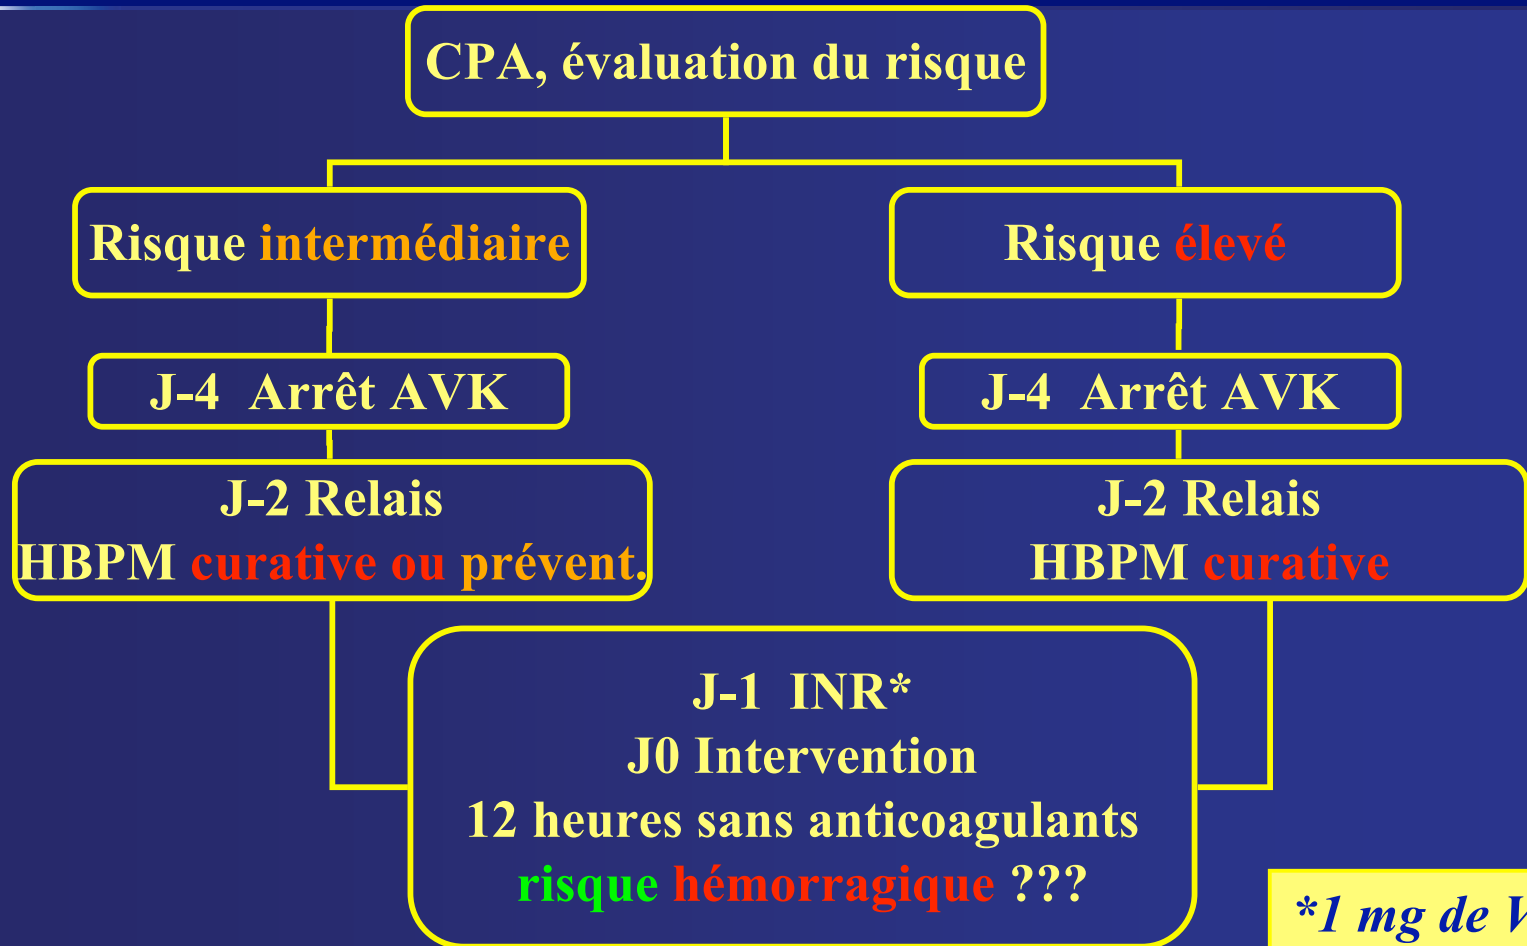 CPA, évaluation du risque
Risque intermédiaire
Risque élevé
J-4 Arrêt AVK
J-4 Arrêt AVK
J-2 Relais
HBPM curative ou prévent.
J-2 Relais
HBPM curative
J-1 INR*
J0 Intervention
12 heures sans anticoagulants
risque hémorragique ???
*1 mg de